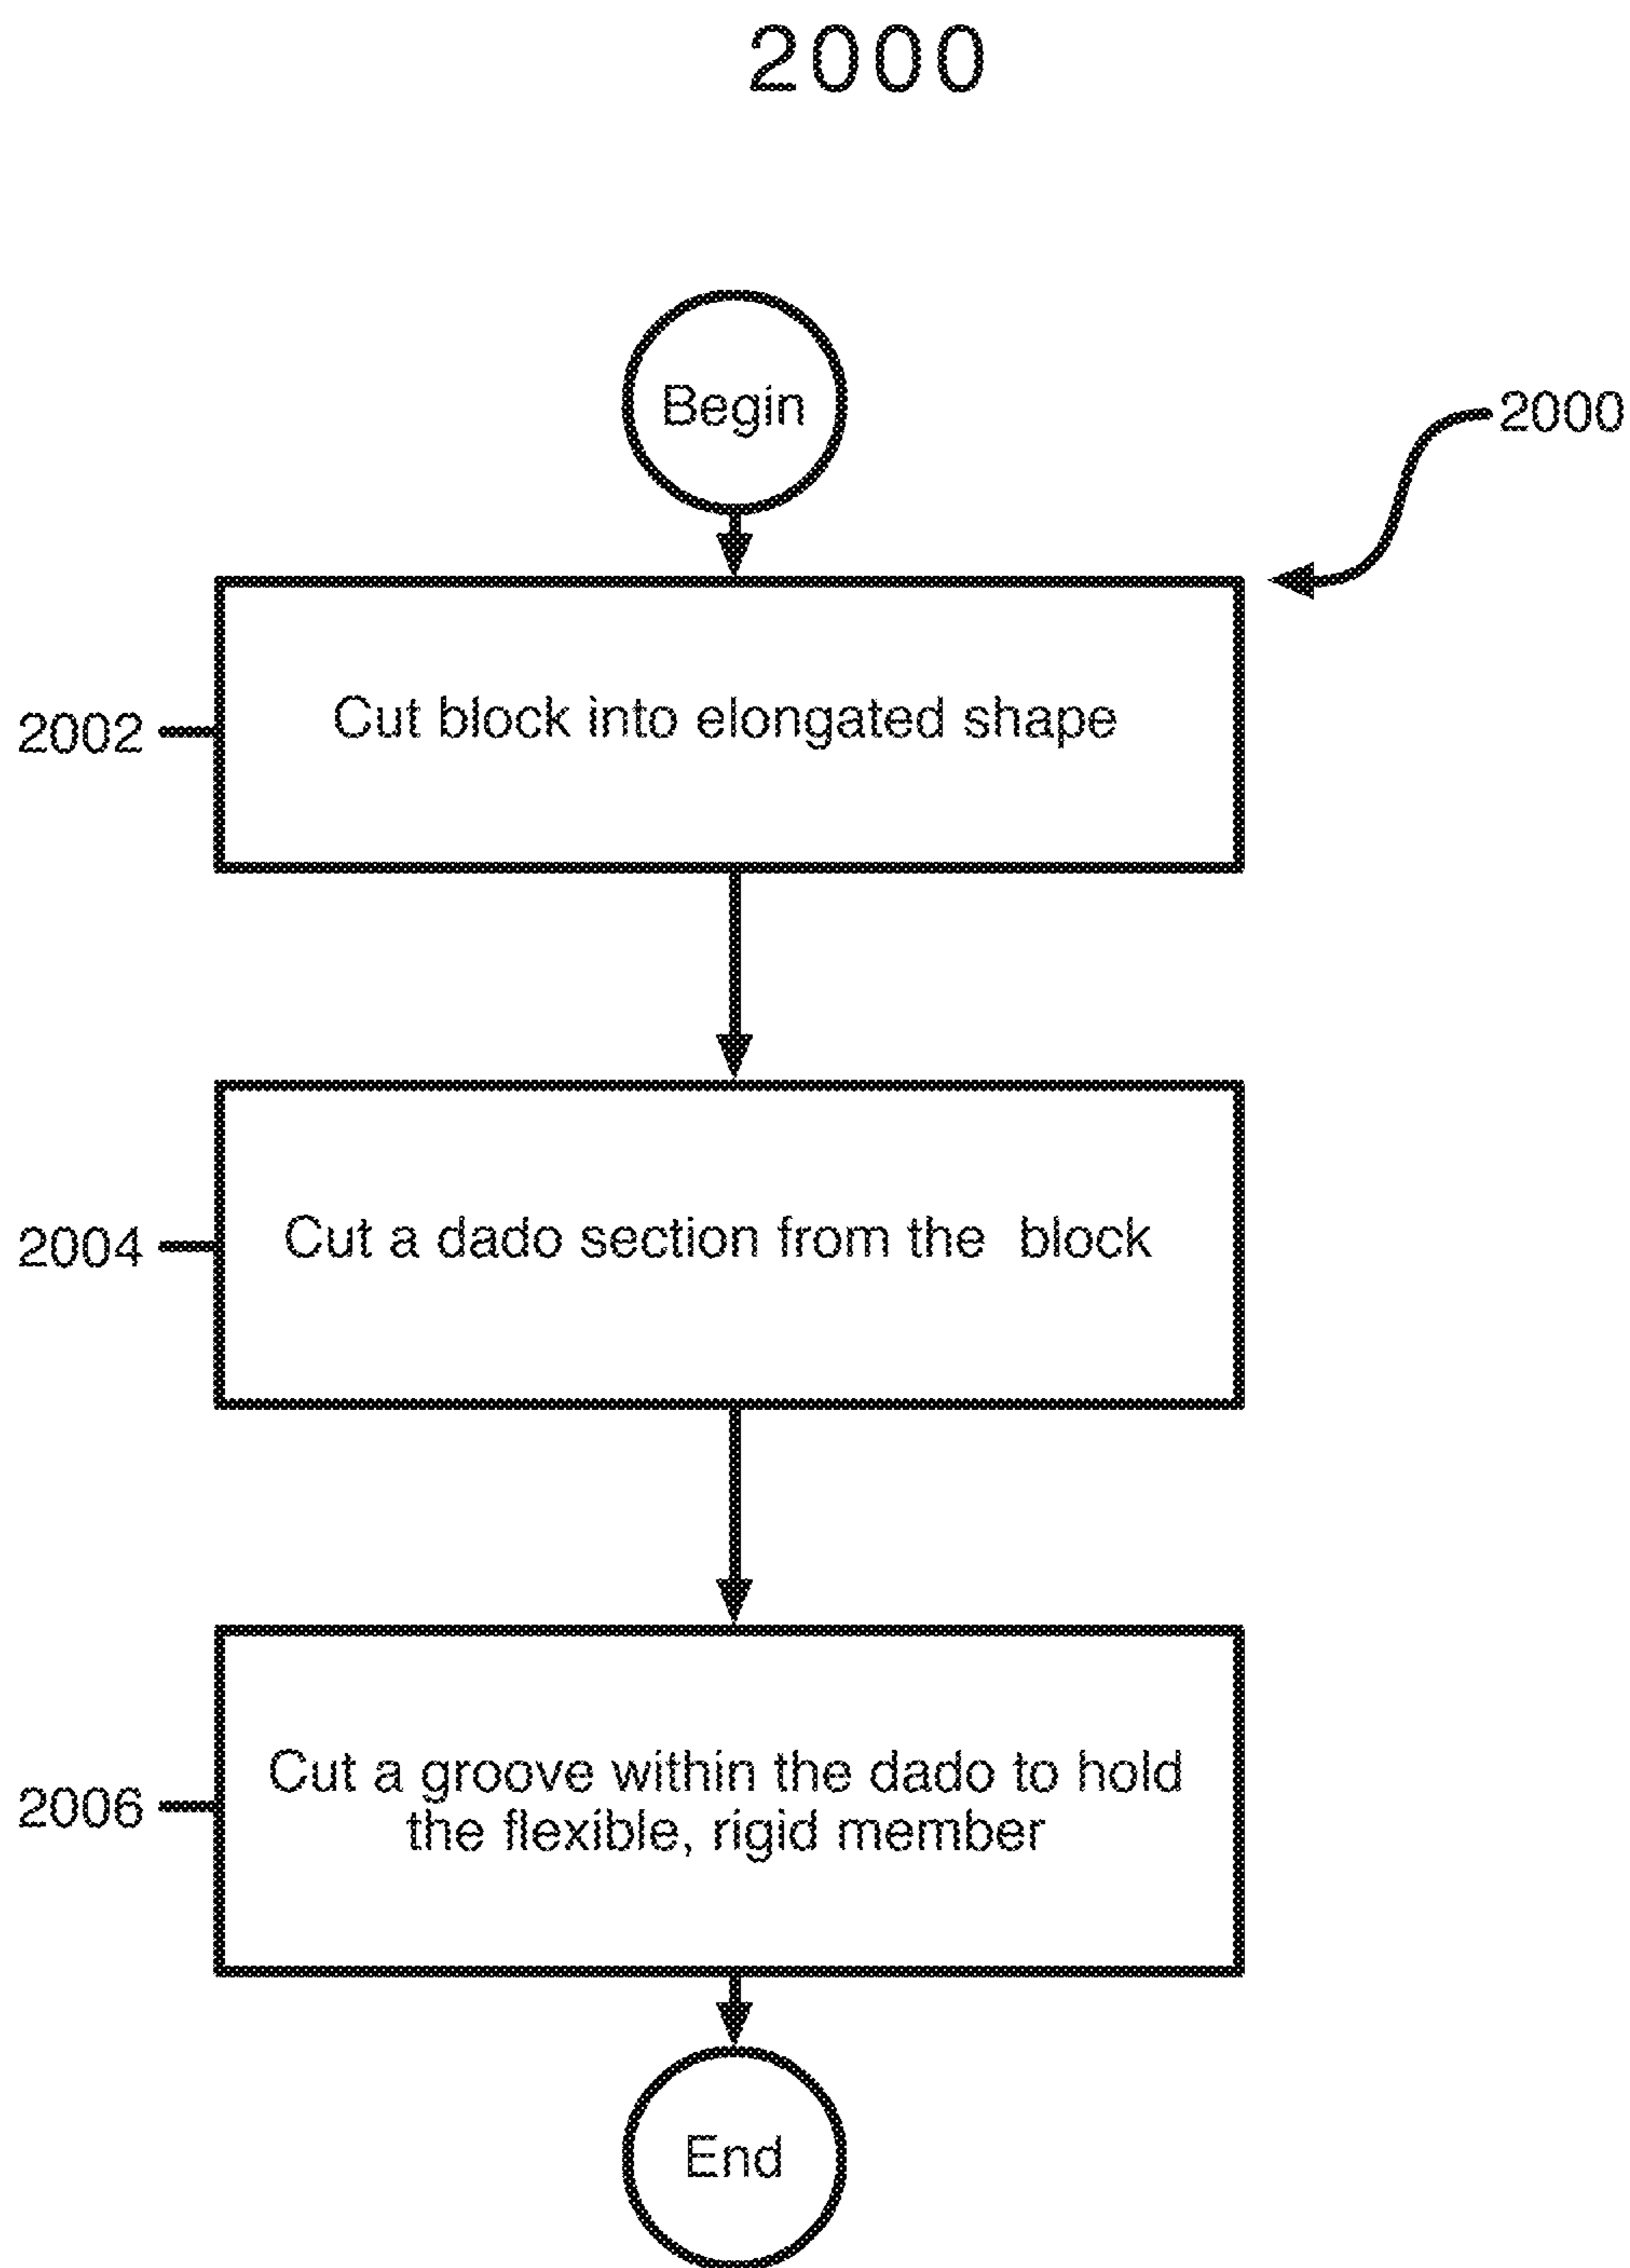 2000
Begin
2000
2002
Cut block into elongated shape
2004
Cut a dado section from the block
2006
Cut a groove within the dado to hold
the flexible, rigid member
End